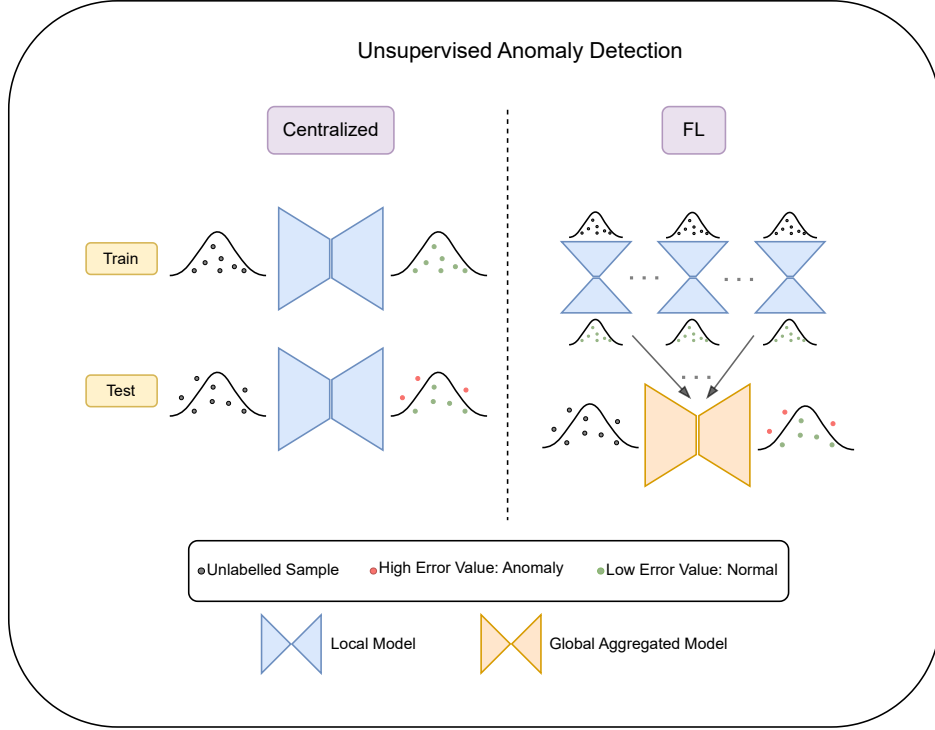 Unsupervised Anomaly Detection
Centralized
FL
Train
Test
Unlabelled Sample
High Error Value: Anomaly
Low Error Value: Normal
Local Model
Global Aggregated Model